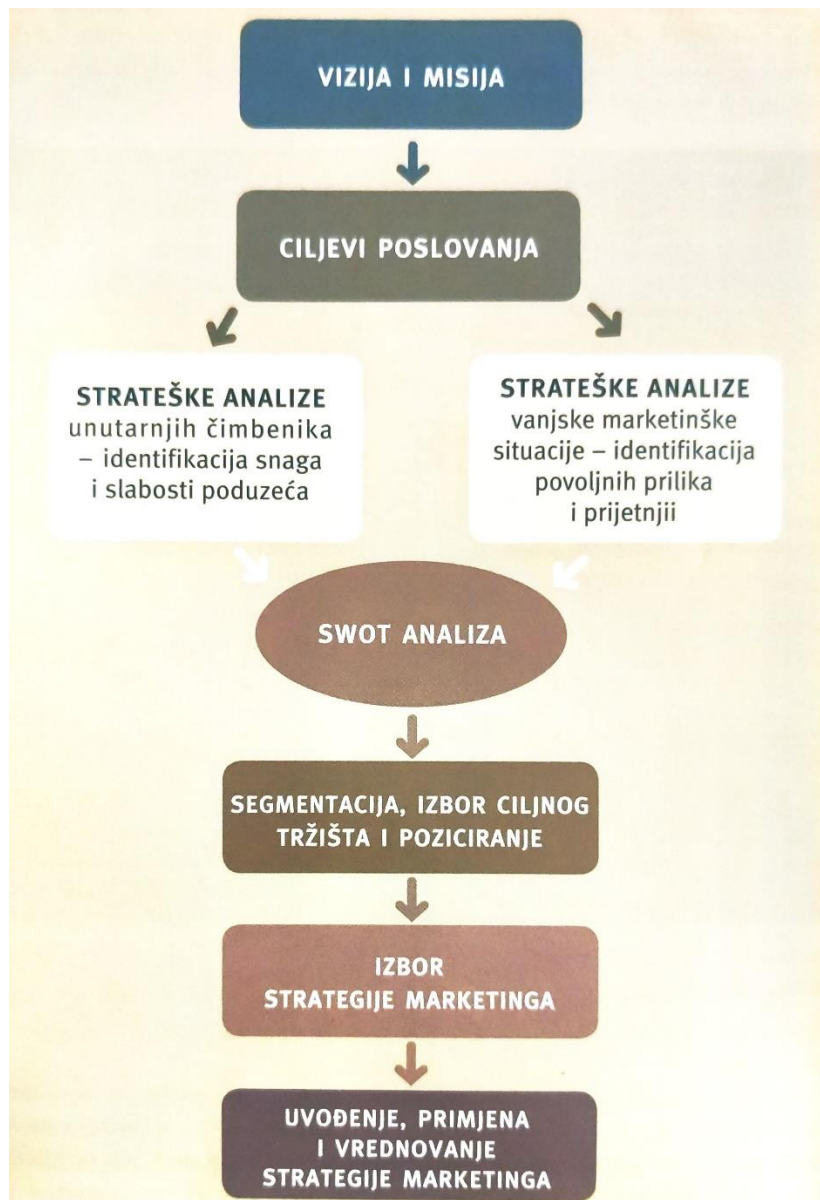 VIZIJA I MISIJA
CILJEVI POSLOVANJA
STRATEŠKE ANALIZE
unutarnjih čimbenika
– identifikacija snaga
i slabosti poduzeća
STRATEŠKE ANALIZE
vanjske marketinške
situacije – identifikacija
povoljnih prilika
i prijetnjii
SWOT ANALIZA
SEGMENTACIJA, IZBOR CILJNOG
TRŽIŠTA I POZICIRANJE
IZBOR
STRATEGIJE MARKETINGA
UVOĐENJE, PRIMJENA
I VREDNOVANJE
STRATEGIJE MARKETINGA